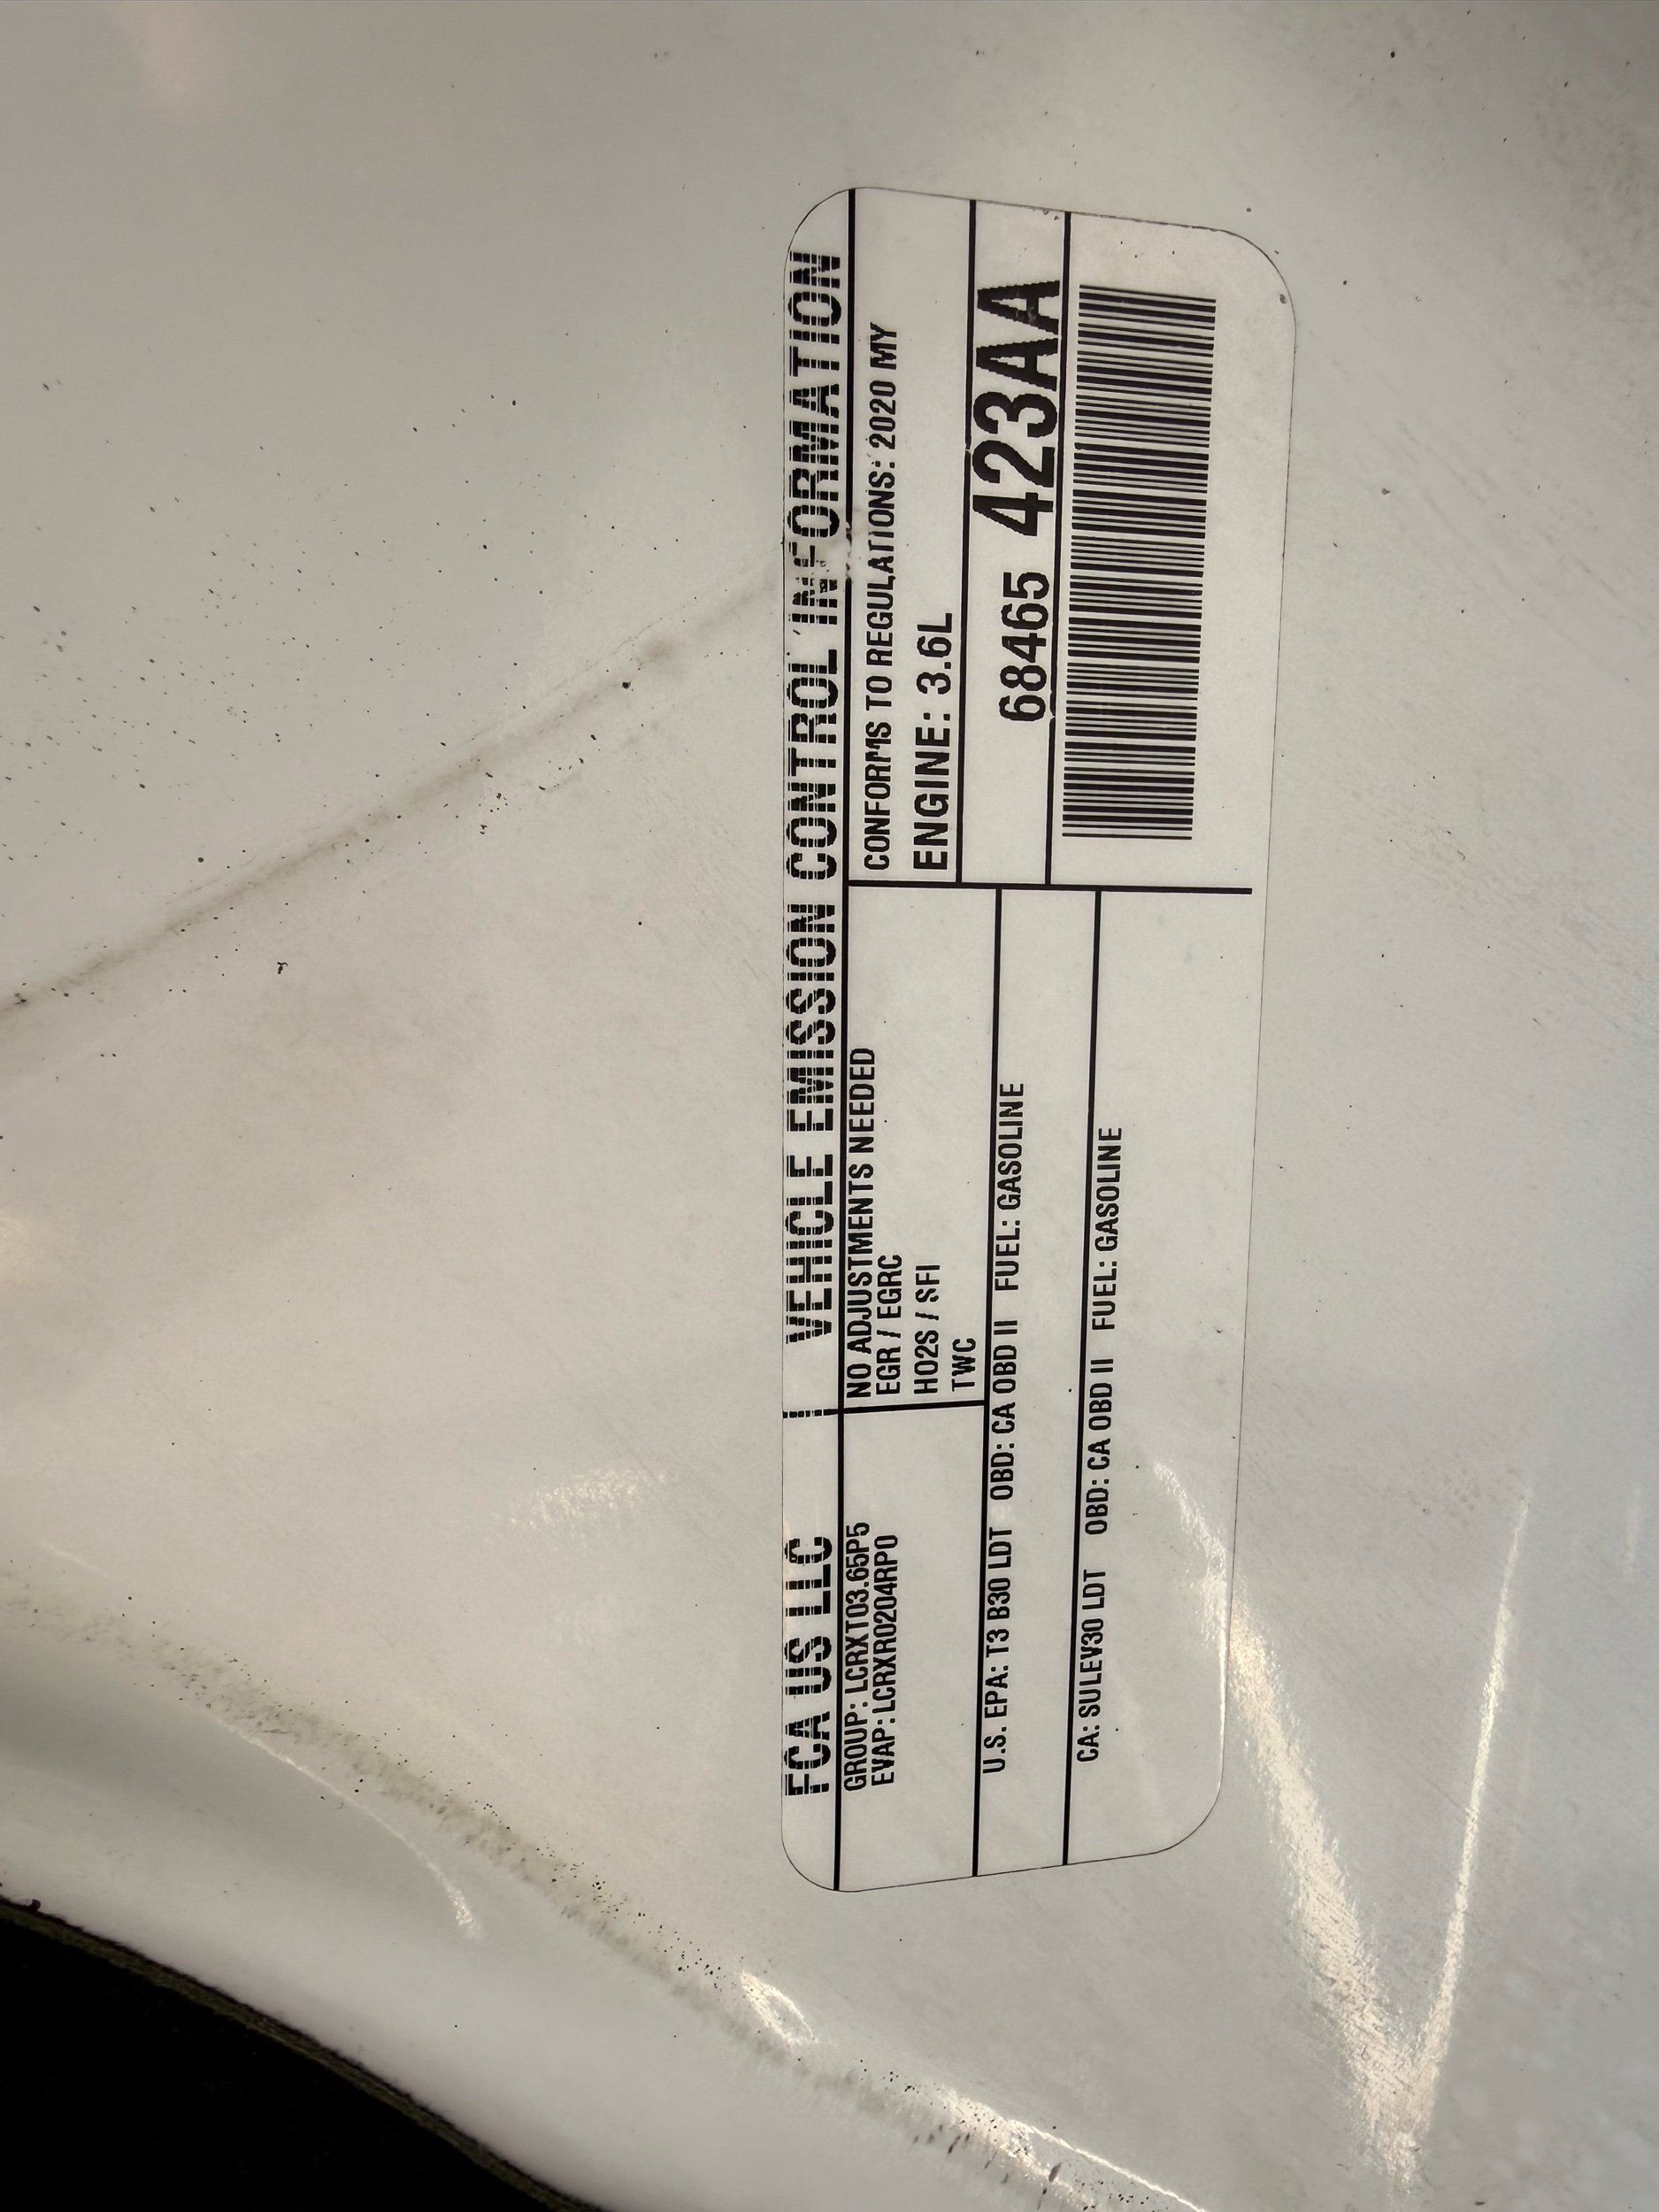 FCA US LLC | VEHICLE EMISSION CONTROL INFORMATION
GROUP: LCRXT03.65P5
EVAP: LCRXR0204RP0
NO ADJUSTMENTS NEEDED
EGR / EGRC
HO2S / SFI
TWC
CONFORMS TO REGULATIONS: 2020 MY
ENGINE: 3.6L
U.S. EPA: T3 B30 LDT OBD: CA OBD II FUEL: GASOLINE
CA: SULEV30 LDT OBD: CA OBD II FUEL: GASOLINE
68465 423AA